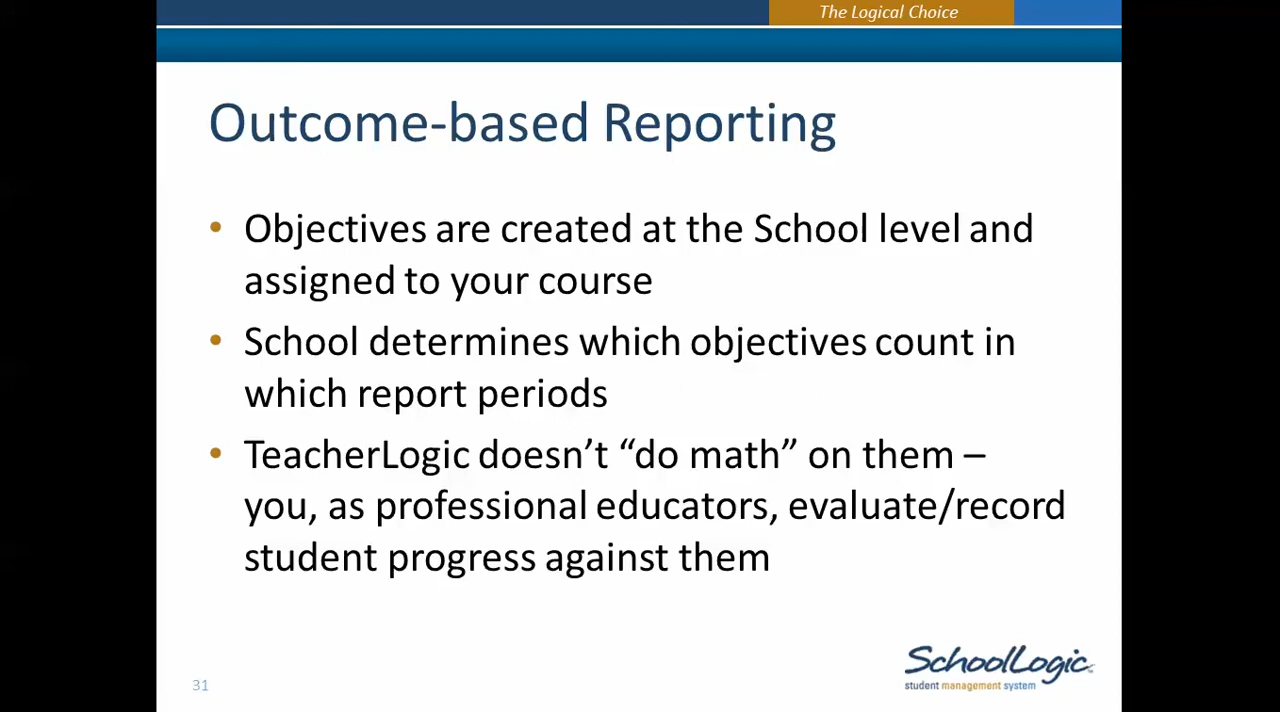 The Logical Choice
Outcome-based Reporting
• Objectives are created at the School level and
assigned to your course
• School determines which objectives count in
which report periods
• TeacherLogic doesn’t “do math” on them –
you, as professional educators, evaluate/record
student progress against them
31
SchoolLogic
student management system